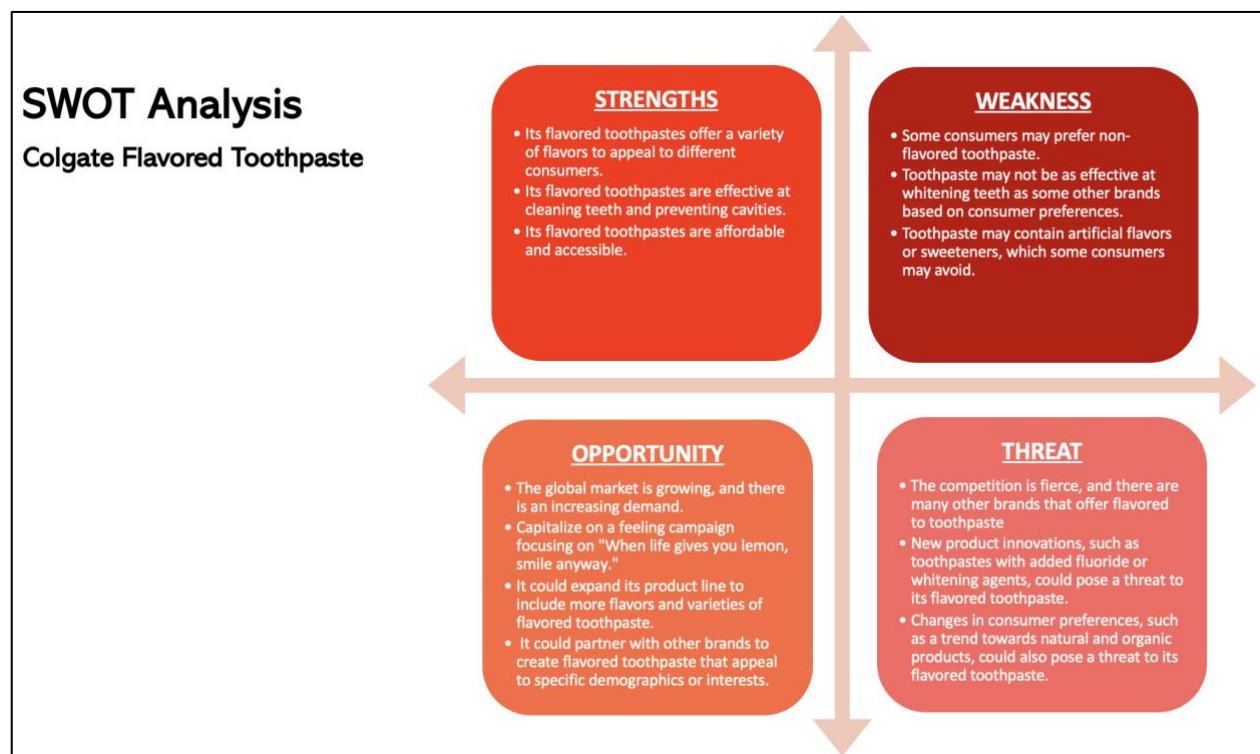 SWOT Analysis
Colgate Flavored Toothpaste
STRENGTHS
• Its flavored toothpastes offer a variety
of flavors to appeal to different
consumers.
• Its flavored toothpastes are effective at
cleaning teeth and preventing cavities.
• Its flavored toothpastes are affordable
and accessible.
WEAKNESS
• Some consumers may prefer non-
flavored toothpaste.
• Toothpaste may not be as effective at
whitening teeth as some other brands
based on consumer preferences.
• Toothpaste may contain artificial flavors
or sweeteners, which some consumers
may avoid.
OPPORTUNITY
• The global market is growing, and there
is an increasing demand.
• Capitalize on a feeling campaign
focusing on "When life gives you lemon,
smile anyway."
• It could expand its product line to
include more flavors and varieties of
flavored toothpaste.
• It could partner with other brands to
create flavored toothpaste that appeal
to specific demographics or interests.
THREAT
• The competition is fierce, and there are
many other brands that offer flavored
to toothpaste
• New product innovations, such as
toothpastes with added fluoride or
whitening agents, could pose a threat to
its flavored toothpaste.
• Changes in consumer preferences, such
as a trend towards natural and organic
products, could also pose a threat to its
flavored toothpaste.